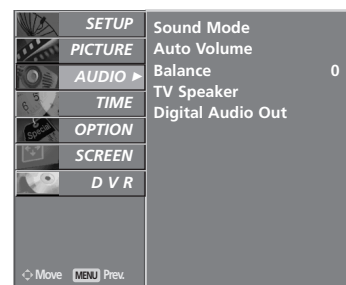 SETUP
PICTURE
AUDIO ►
TIME
OPTION
SCREEN
D V R
Sound Mode
Auto Volume
Balance 0
TV Speaker
Digital Audio Out
Move MENU Prev.